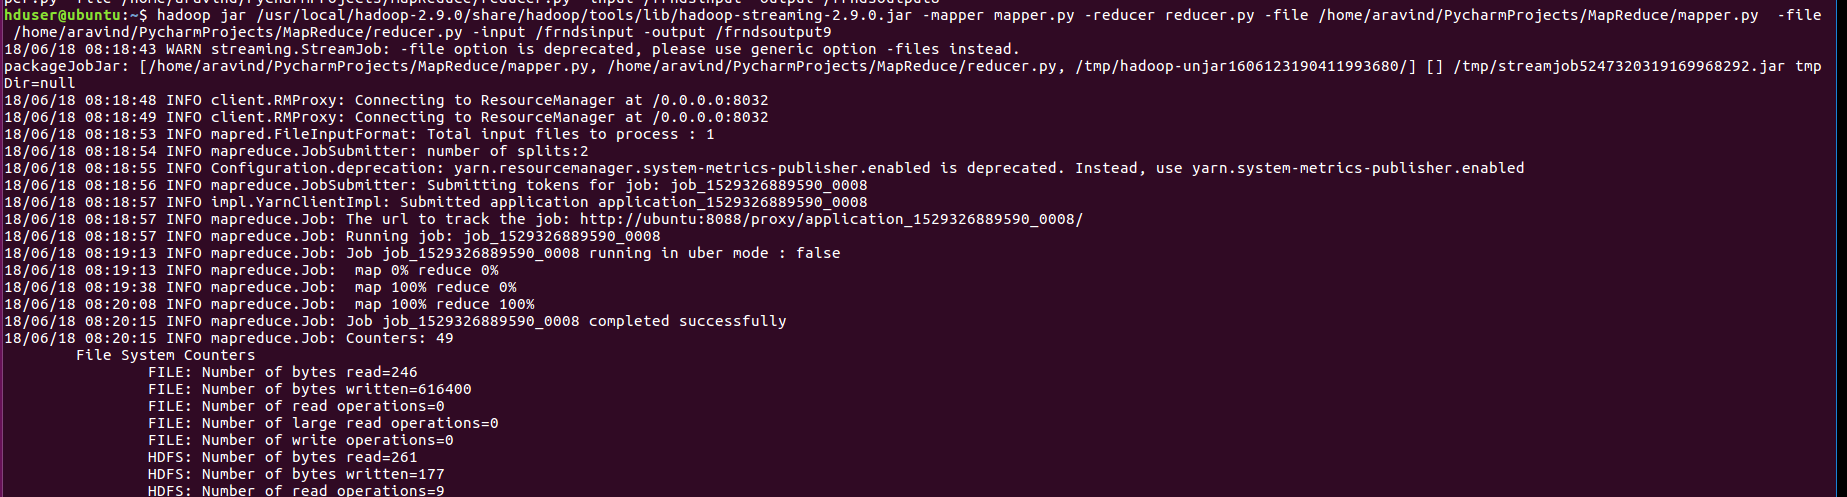 hduser@ubuntu:~$ hadoop jar /usr/local/hadoop-2.9.0/share/hadoop/tools/lib/hadoop-streaming-2.9.0.jar -mapper mapper.py -reducer reducer.py -file /home/aravind/PycharmProjects/MapReduce/mapper.py  -file
 /home/aravind/PycharmProjects/MapReduce/reducer.py -input /frndsinput -output /frndsoutput9
18/06/18 08:18:43 WARN streaming.StreamJob: -file option is deprecated, please use generic option -files instead.
packageJobJar: [/home/aravind/PycharmProjects/MapReduce/mapper.py, /home/aravind/PycharmProjects/MapReduce/reducer.py, /tmp/hadoop-unjar1606123190411993680/] [] /tmp/streamjob5247320319169968292.jar tmp
Dir=null
18/06/18 08:18:48 INFO client.RMProxy: Connecting to ResourceManager at /0.0.0.0:8032
18/06/18 08:18:49 INFO client.RMProxy: Connecting to ResourceManager at /0.0.0.0:8032
18/06/18 08:18:53 INFO mapred.FileInputFormat: Total input files to process : 1
18/06/18 08:18:54 INFO mapreduce.JobSubmitter: number of splits:2
18/06/18 08:18:55 INFO Configuration.deprecation: yarn.resourcemanager.system-metrics-publisher.enabled is deprecated. Instead, use yarn.system-metrics-publisher.enabled
18/06/18 08:18:56 INFO mapreduce.JobSubmitter: Submitting tokens for job: job_1529326889590_0008
18/06/18 08:18:57 INFO impl.YarnClientImpl: Submitted application application_1529326889590_0008
18/06/18 08:18:57 INFO mapreduce.Job: The url to track the job: http://ubuntu:8088/proxy/application_1529326889590_0008/
18/06/18 08:18:57 INFO mapreduce.Job: Running job: job_1529326889590_0008
18/06/18 08:19:13 INFO mapreduce.Job: Job job_1529326889590_0008 running in uber mode : false
18/06/18 08:19:13 INFO mapreduce.Job:  map 0% reduce 0%
18/06/18 08:19:38 INFO mapreduce.Job:  map 100% reduce 0%
18/06/18 08:20:08 INFO mapreduce.Job:  map 100% reduce 100%
18/06/18 08:20:15 INFO mapreduce.Job: Job job_1529326889590_0008 completed successfully
18/06/18 08:20:15 INFO mapreduce.Job: Counters: 49
File System Counters
FILE: Number of bytes read=246
FILE: Number of bytes written=616400
FILE: Number of read operations=0
FILE: Number of large read operations=0
FILE: Number of write operations=0
HDFS: Number of bytes read=261
HDFS: Number of bytes written=177
HDFS: Number of read operations=9